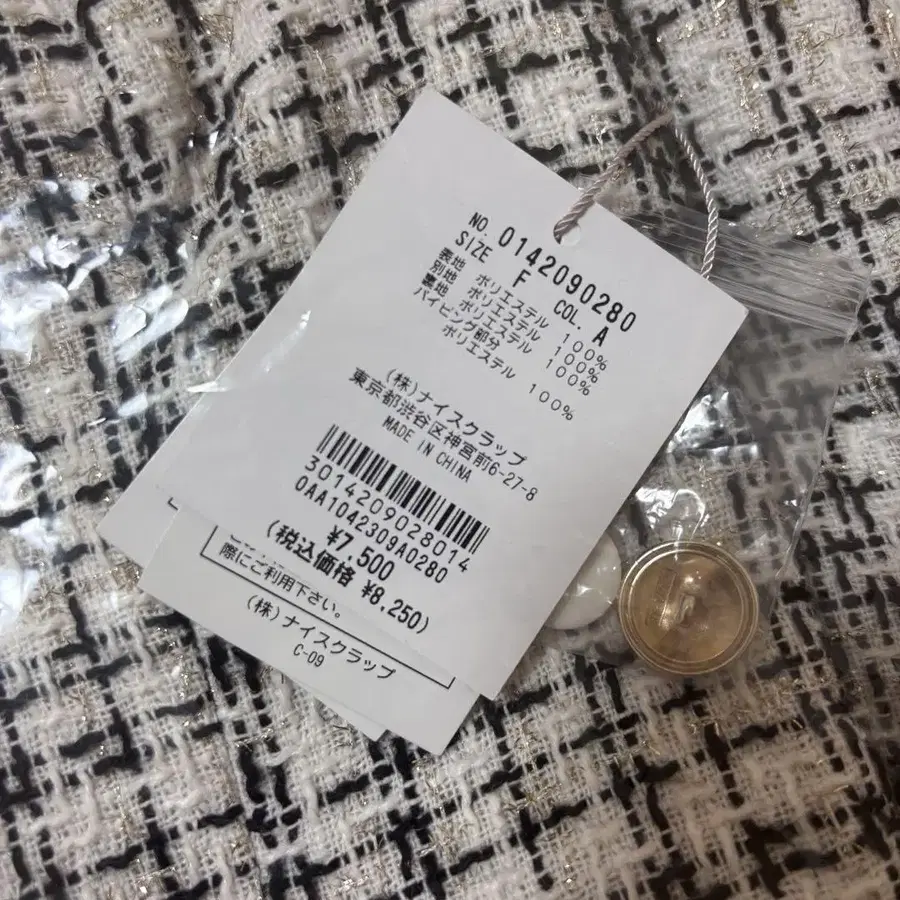 NO. 0142090280
SIZE F COL. A
表地 ポリエステル 100%
別地 ポリエステル 100%
裏地 ポリエステル 100%
パイピング部分
ポリエステル 100%
(株)ナイスクラップ
東京都渋谷区神宮前6-27-8
MADE IN CHINA
3014209028014
0AA1042309A0280
¥7,500
(税込価格 ¥8,250)
際にご利用下さい。
(株)ナイスクラップ
C-09